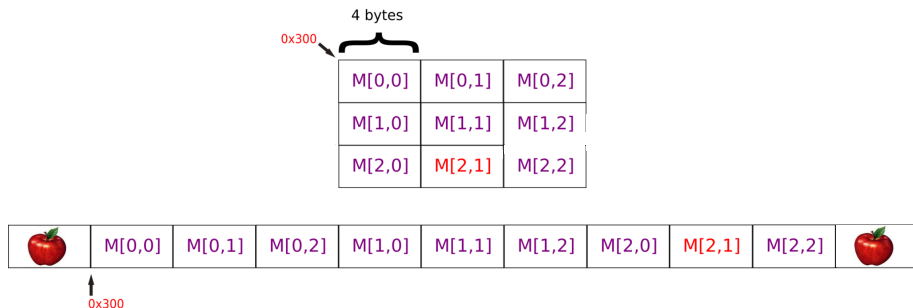 4 bytes
0x300
M[0,0] M[0,1] M[0,2]
M[1,0] M[1,1] M[1,2]
M[2,0] M[2,1] M[2,2]
M[0,0] M[0,1] M[0,2] M[1,0] M[1,1] M[1,2] M[2,0] M[2,1] M[2,2]
0x300